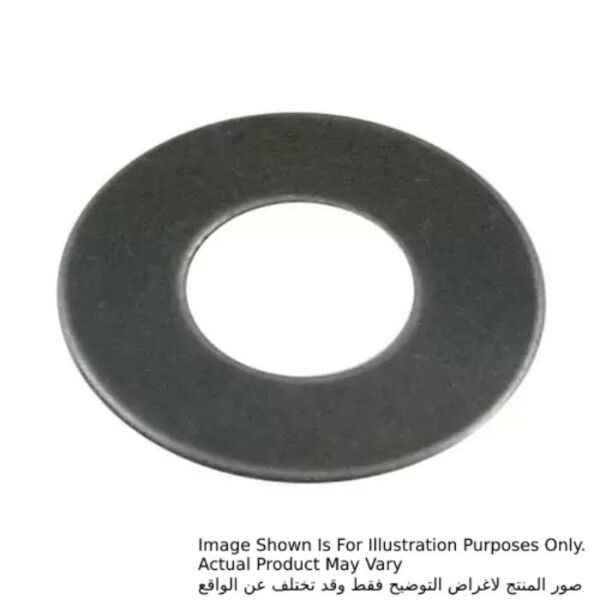 Image Shown Is For Illustration Purposes Only.
Actual Product May Vary
صور المنتج لاغراض التوضيح فقط وقد تختلف عن الواقع